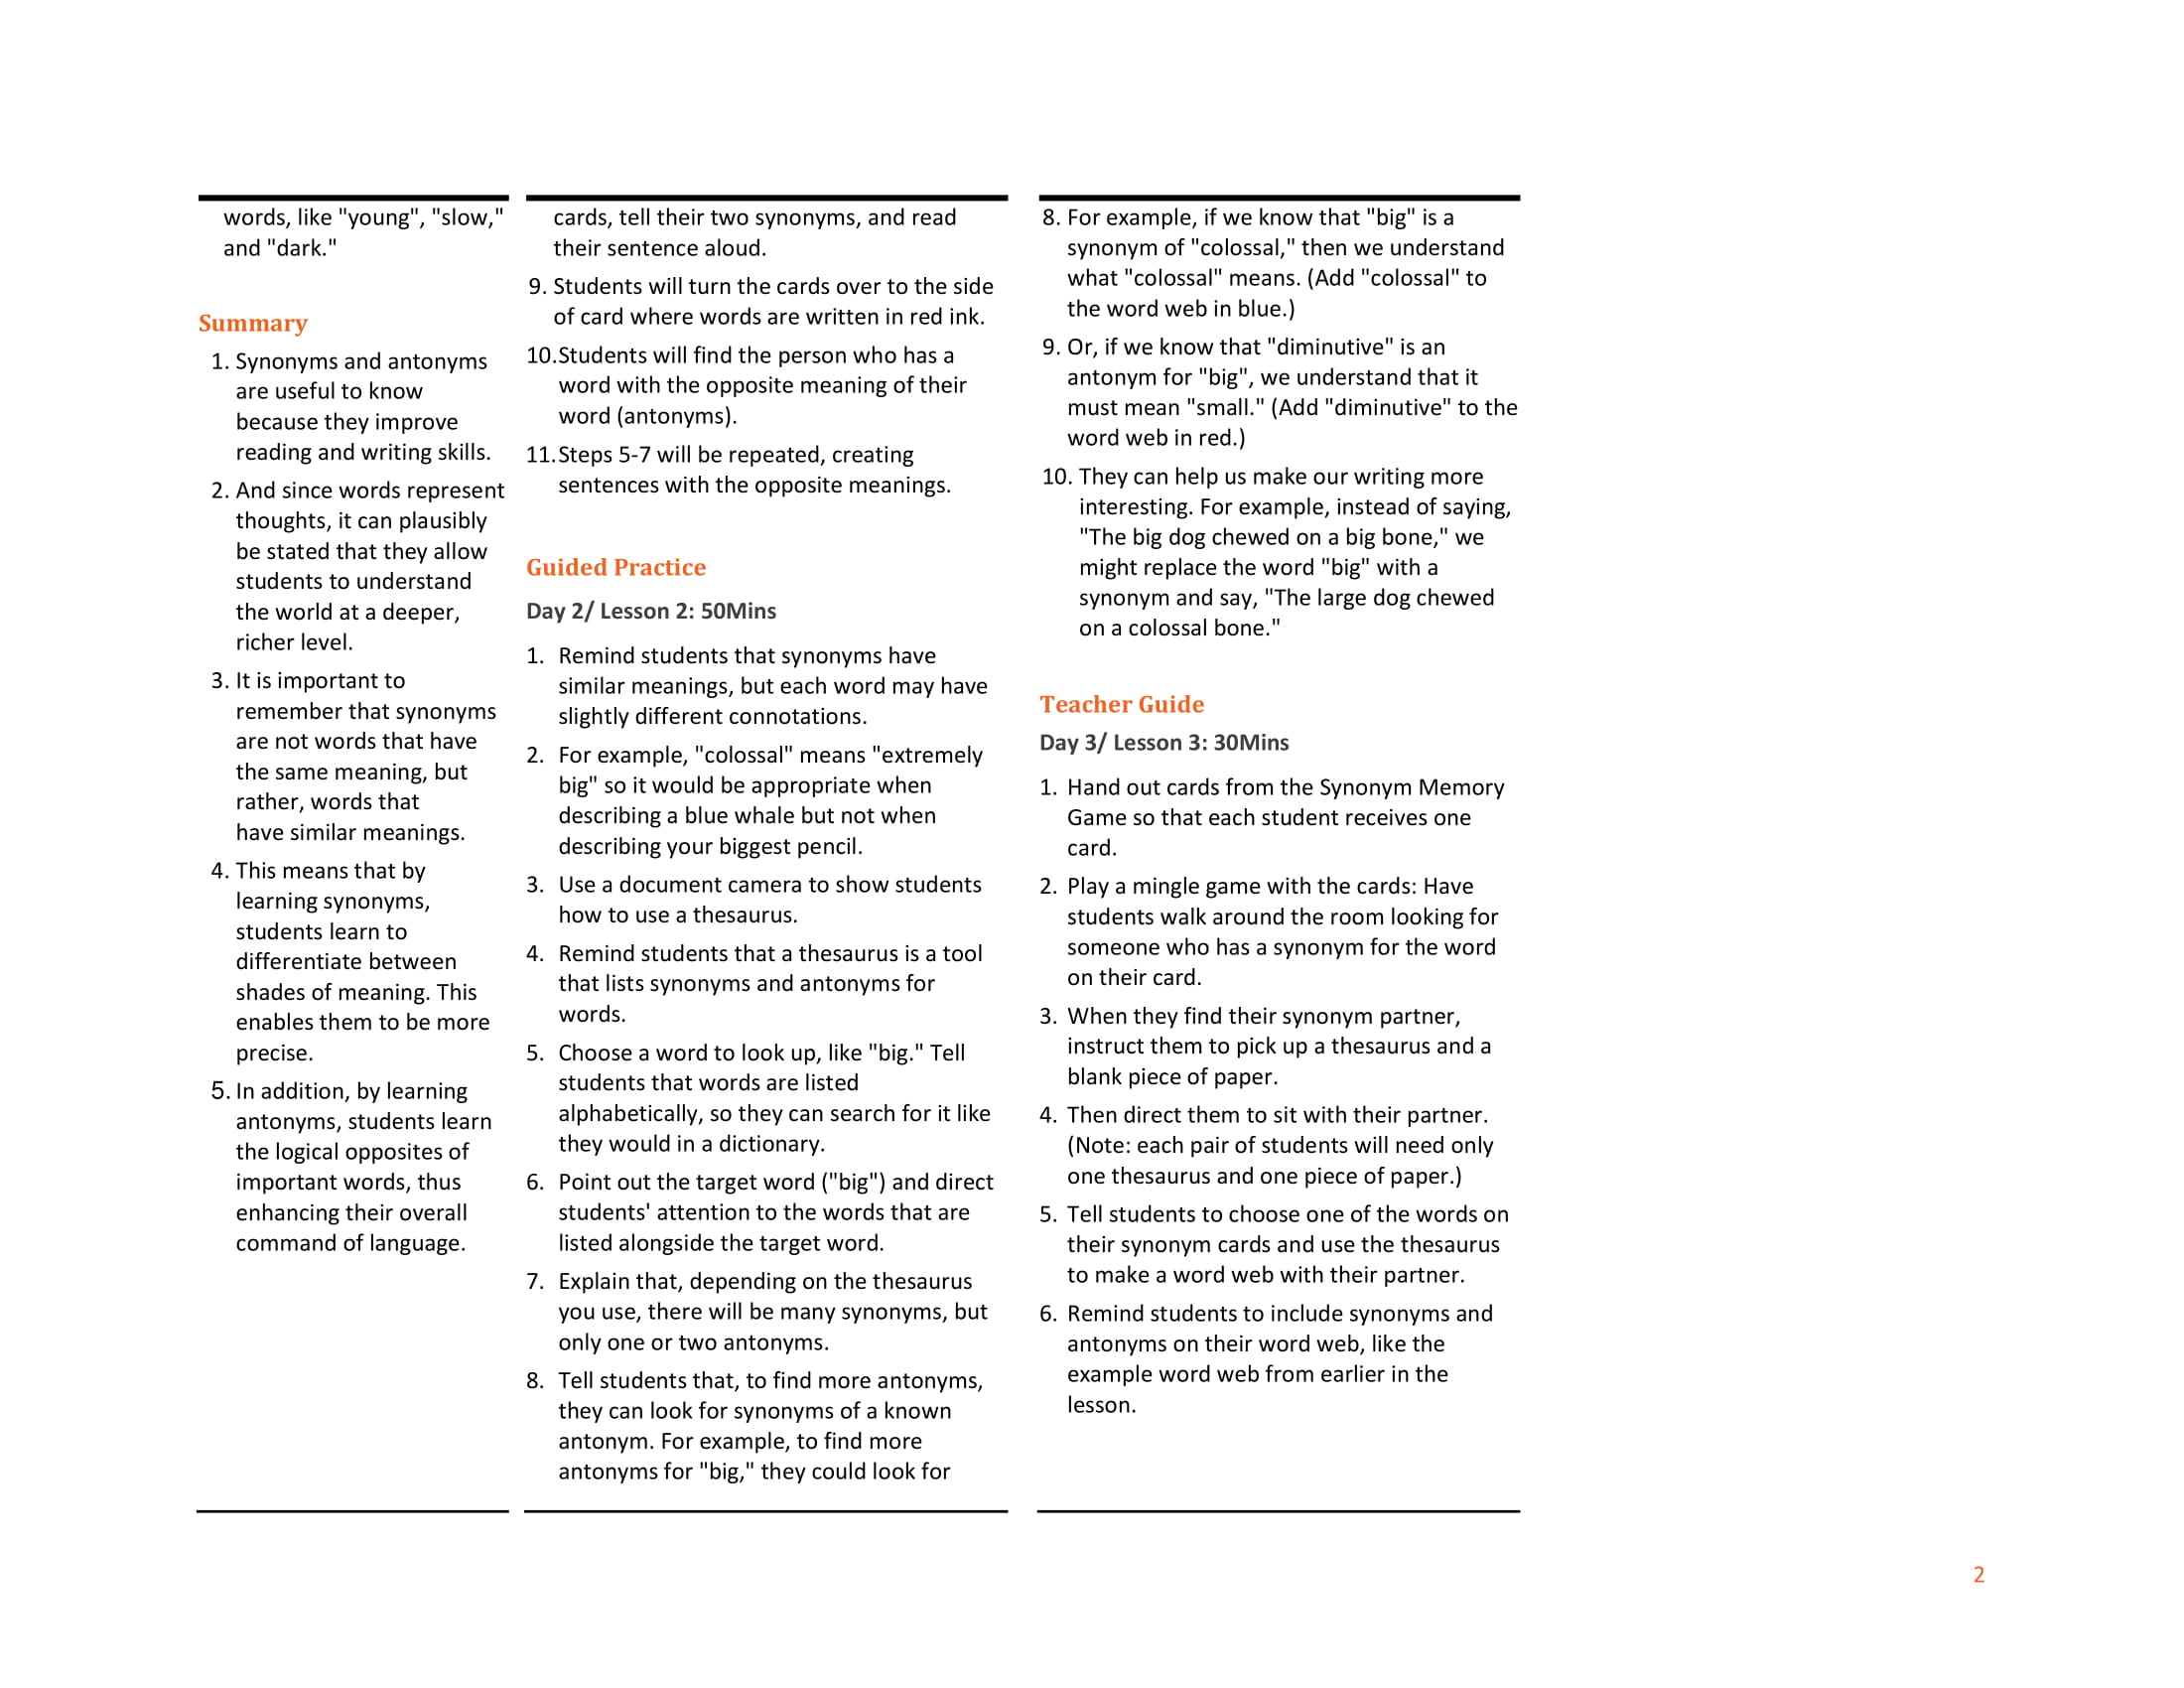 words, like "young", "slow,"
and "dark."
Summary
1. Synonyms and antonyms
are useful to know
because they improve
reading and writing skills.
2. And since words represent
thoughts, it can plausibly
be stated that they allow
students to understand
the world at a deeper,
richer level.
3. It is important to
remember that synonyms
are not words that have
the same meaning, but
rather, words that
have similar meanings.
4. This means that by
learning synonyms,
students learn to
differentiate between
shades of meaning. This
enables them to be more
precise.
5. In addition, by learning
antonyms, students learn
the logical opposites of
important words, thus
enhancing their overall
command of language.
cards, tell their two synonyms, and read
their sentence aloud.
9. Students will turn the cards over to the side
of card where words are written in red ink.
10.Students will find the person who has a
word with the opposite meaning of their
word (antonyms).
11.Steps 5-7 will be repeated, creating
sentences with the opposite meanings.
Guided Practice
Day 2/ Lesson 2: 50Mins
1. Remind students that synonyms have
similar meanings, but each word may have
slightly different connotations.
2. For example, "colossal" means "extremely
big" so it would be appropriate when
describing a blue whale but not when
describing your biggest pencil.
3. Use a document camera to show students
how to use a thesaurus.
4. Remind students that a thesaurus is a tool
that lists synonyms and antonyms for
words.
5. Choose a word to look up, like "big." Tell
students that words are listed
alphabetically, so they can search for it like
they would in a dictionary.
6. Point out the target word ("big") and direct
students' attention to the words that are
listed alongside the target word.
7. Explain that, depending on the thesaurus
you use, there will be many synonyms, but
only one or two antonyms.
8. Tell students that, to find more antonyms,
they can look for synonyms of a known
antonym. For example, to find more
antonyms for "big," they could look for
8. For example, if we know that "big" is a
synonym of "colossal," then we understand
what "colossal" means. (Add "colossal" to
the word web in blue.)
9. Or, if we know that "diminutive" is an
antonym for "big", we understand that it
must mean "small." (Add "diminutive" to the
word web in red.)
10. They can help us make our writing more
interesting. For example, instead of saying,
"The big dog chewed on a big bone," we
might replace the word "big" with a
synonym and say, "The large dog chewed
on a colossal bone."
Teacher Guide
Day 3/ Lesson 3: 30Mins
1. Hand out cards from the Synonym Memory
Game so that each student receives one
card.
2. Play a mingle game with the cards: Have
students walk around the room looking for
someone who has a synonym for the word
on their card.
3. When they find their synonym partner,
instruct them to pick up a thesaurus and a
blank piece of paper.
4. Then direct them to sit with their partner.
(Note: each pair of students will need only
one thesaurus and one piece of paper.)
5. Tell students to choose one of the words on
their synonym cards and use the thesaurus
to make a word web with their partner.
6. Remind students to include synonyms and
antonyms on their word web, like the
example word web from earlier in the
lesson.
2